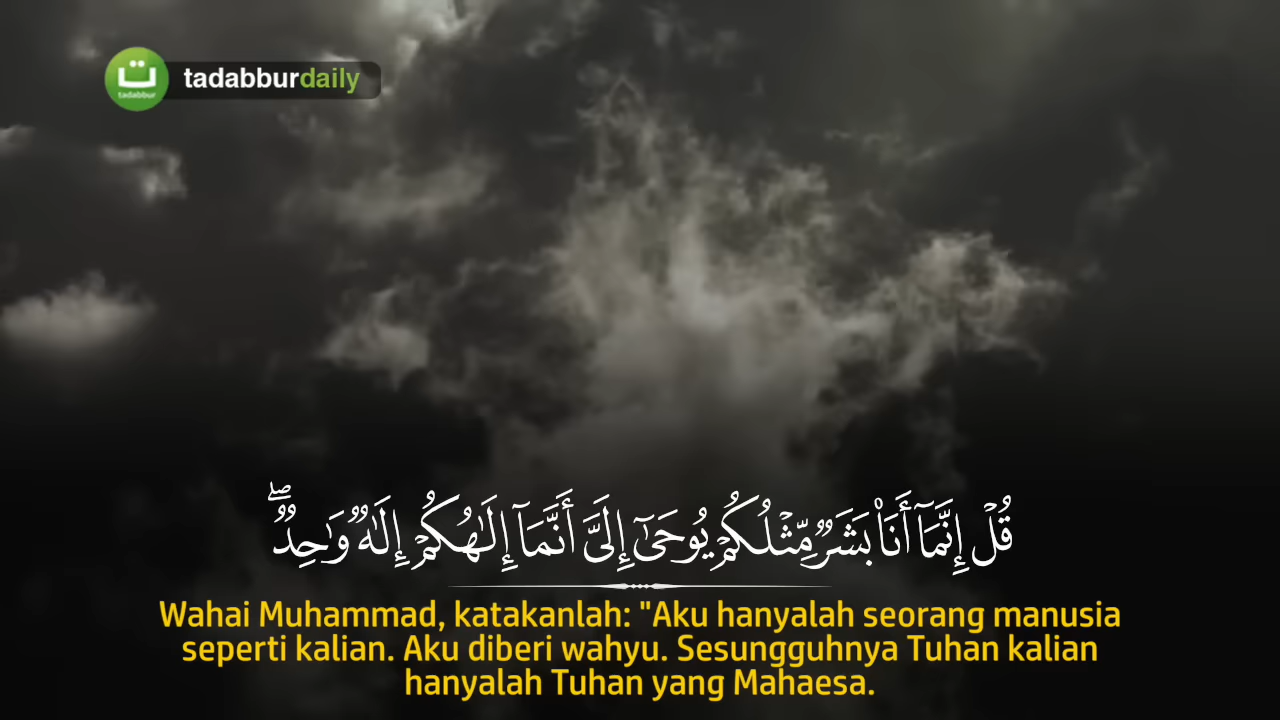 ت
tadabbur
tadabburdaily
قُلْ إِنَّمَآ أَنَا۠ بَشَرٌ مِّثْلُكُمْ يُوحَىٰٓ إِلَىَّ أَنَّمَآ إِلَـٰهُكُمْ إِلَـٰهٌ وَٰحِدٌ ۖ
Wahai Muhammad, katakanlah: "Aku hanyalah seorang manusia
seperti kalian. Aku diberi wahyu. Sesungguhnya Tuhan kalian
hanyalah Tuhan yang Mahaesa.